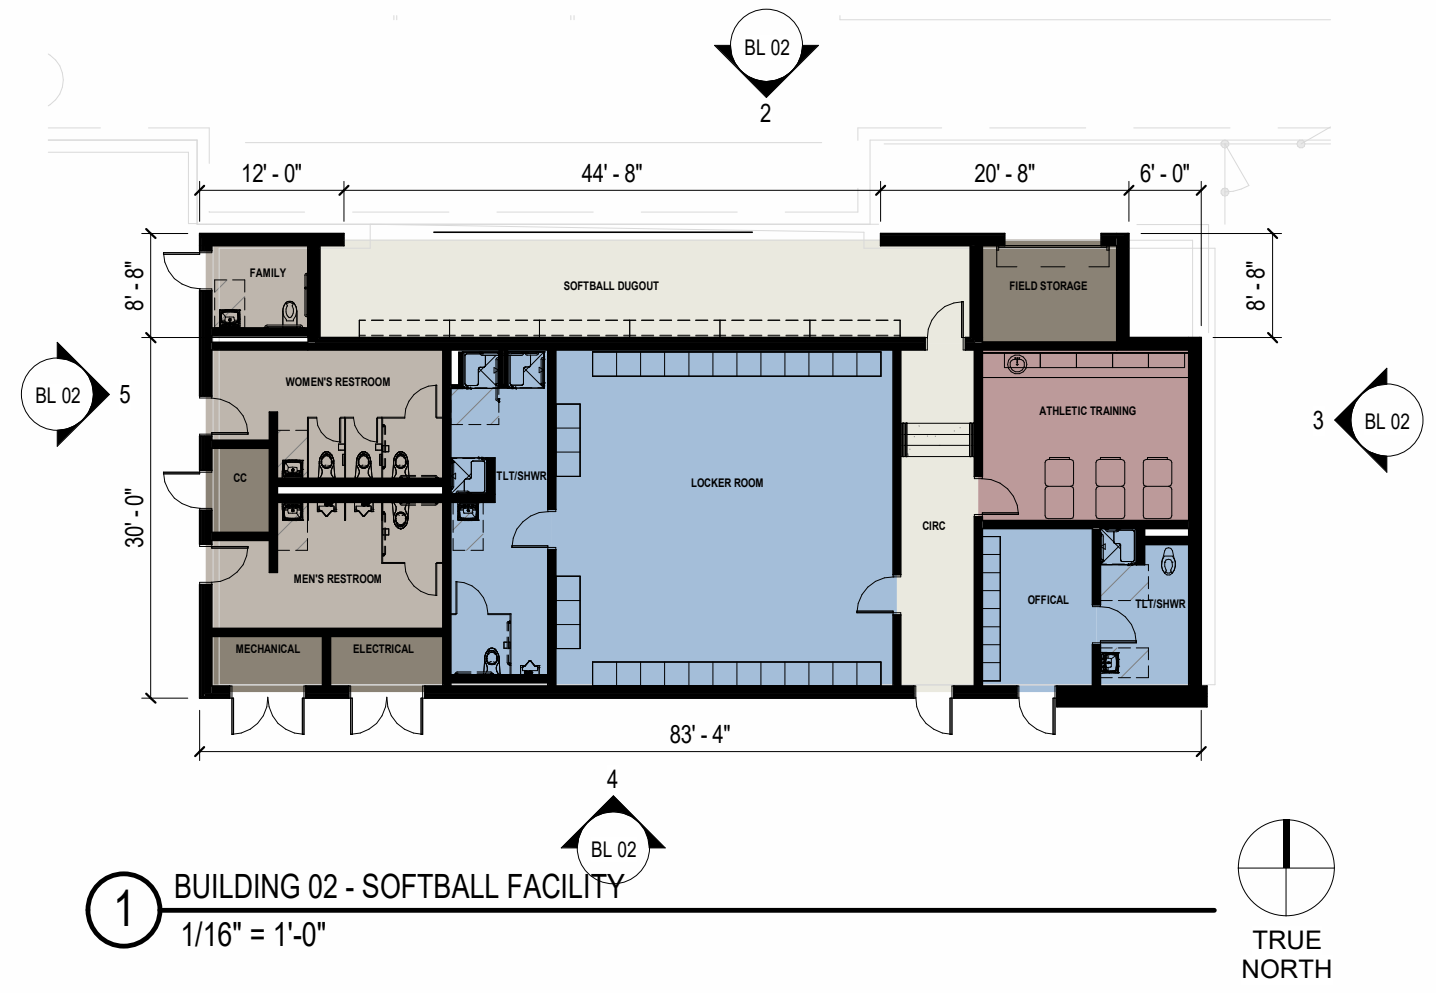 BL 02
2
12' - 0"
44' - 8"
20' - 8"
6' - 0"
8' - 8"
8' - 8"
FAMILY
SOFTBALL DUGOUT
FIELD STORAGE
WOMEN'S RESTROOM
BL 02
5
ATHLETIC TRAINING
3
BL 02
CC
TLT/SHWR
LOCKER ROOM
30' - 0"
CIRC
MEN'S RESTROOM
OFFICAL
TLT/SHWR
MECHANICAL
ELECTRICAL
83' - 4"
4
BL 02
1
BUILDING 02 - SOFTBALL FACILITY
1/16" = 1'-0"
TRUE
NORTH